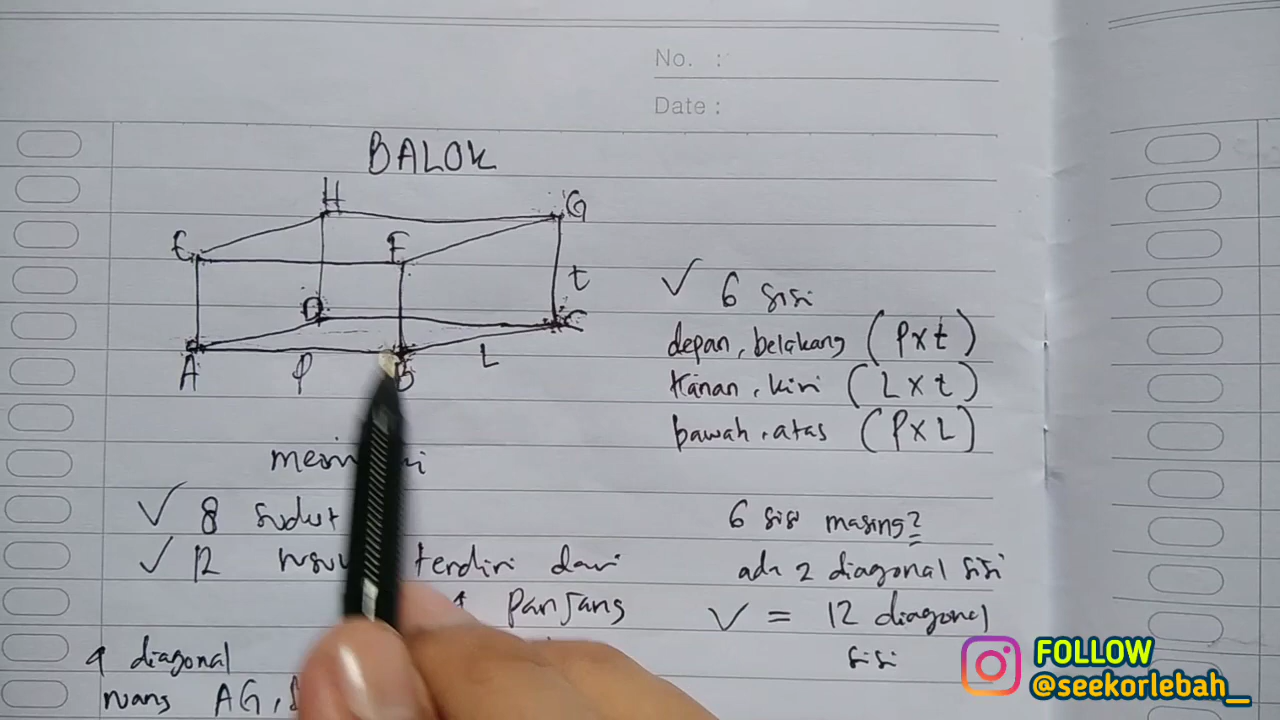 No. :
Date :
BALOK
H
G
E
F
t
D
C
A
P
B
L
✓ 6 sisi
depan, belakang (P x t)
kanan, kiri (L x t)
bawah, atas (P x L)
✓ 8 sudut
✓ 12 terdiri dari
4 panjang
4 diagonal
ruang AG,
6 sisi masing2
ada 2 diagonal sisi
V = 12 diagonal
sisi
FOLLOW
@seekorlebah_